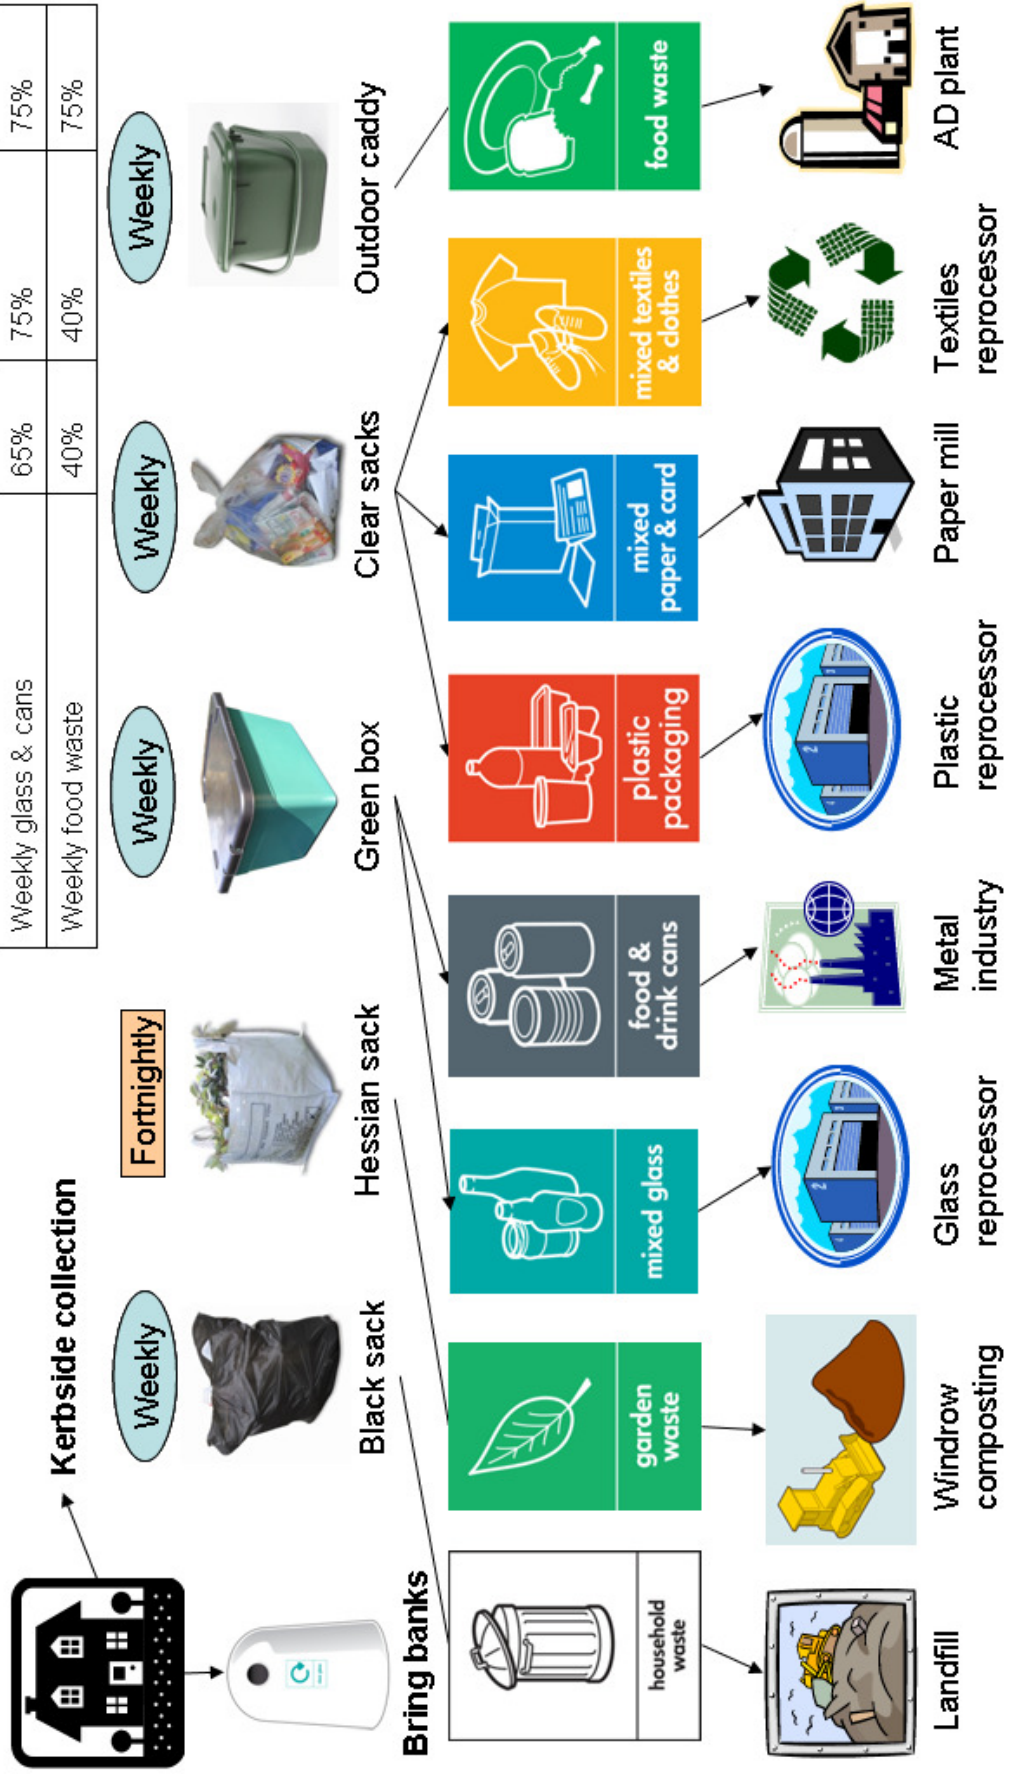 Weekly glass & cans 65% 75% 75%
Weekly food waste 40% 40% 75%
Kerbside collection
Weekly
Fortnightly
Weekly
Weekly
Weekly
Black sack
Hessian sack
Green box
Clear sacks
Outdoor caddy
Bring banks
household
waste
garden
waste
mixed glass
food &
drink cans
plastic
packaging
mixed
paper & card
mixed textiles
& clothes
food waste
Landfill
Windrow
composting
Glass
reprocessor
Metal
industry
Plastic
reprocessor
Paper mill
Textiles
reprocessor
AD plant